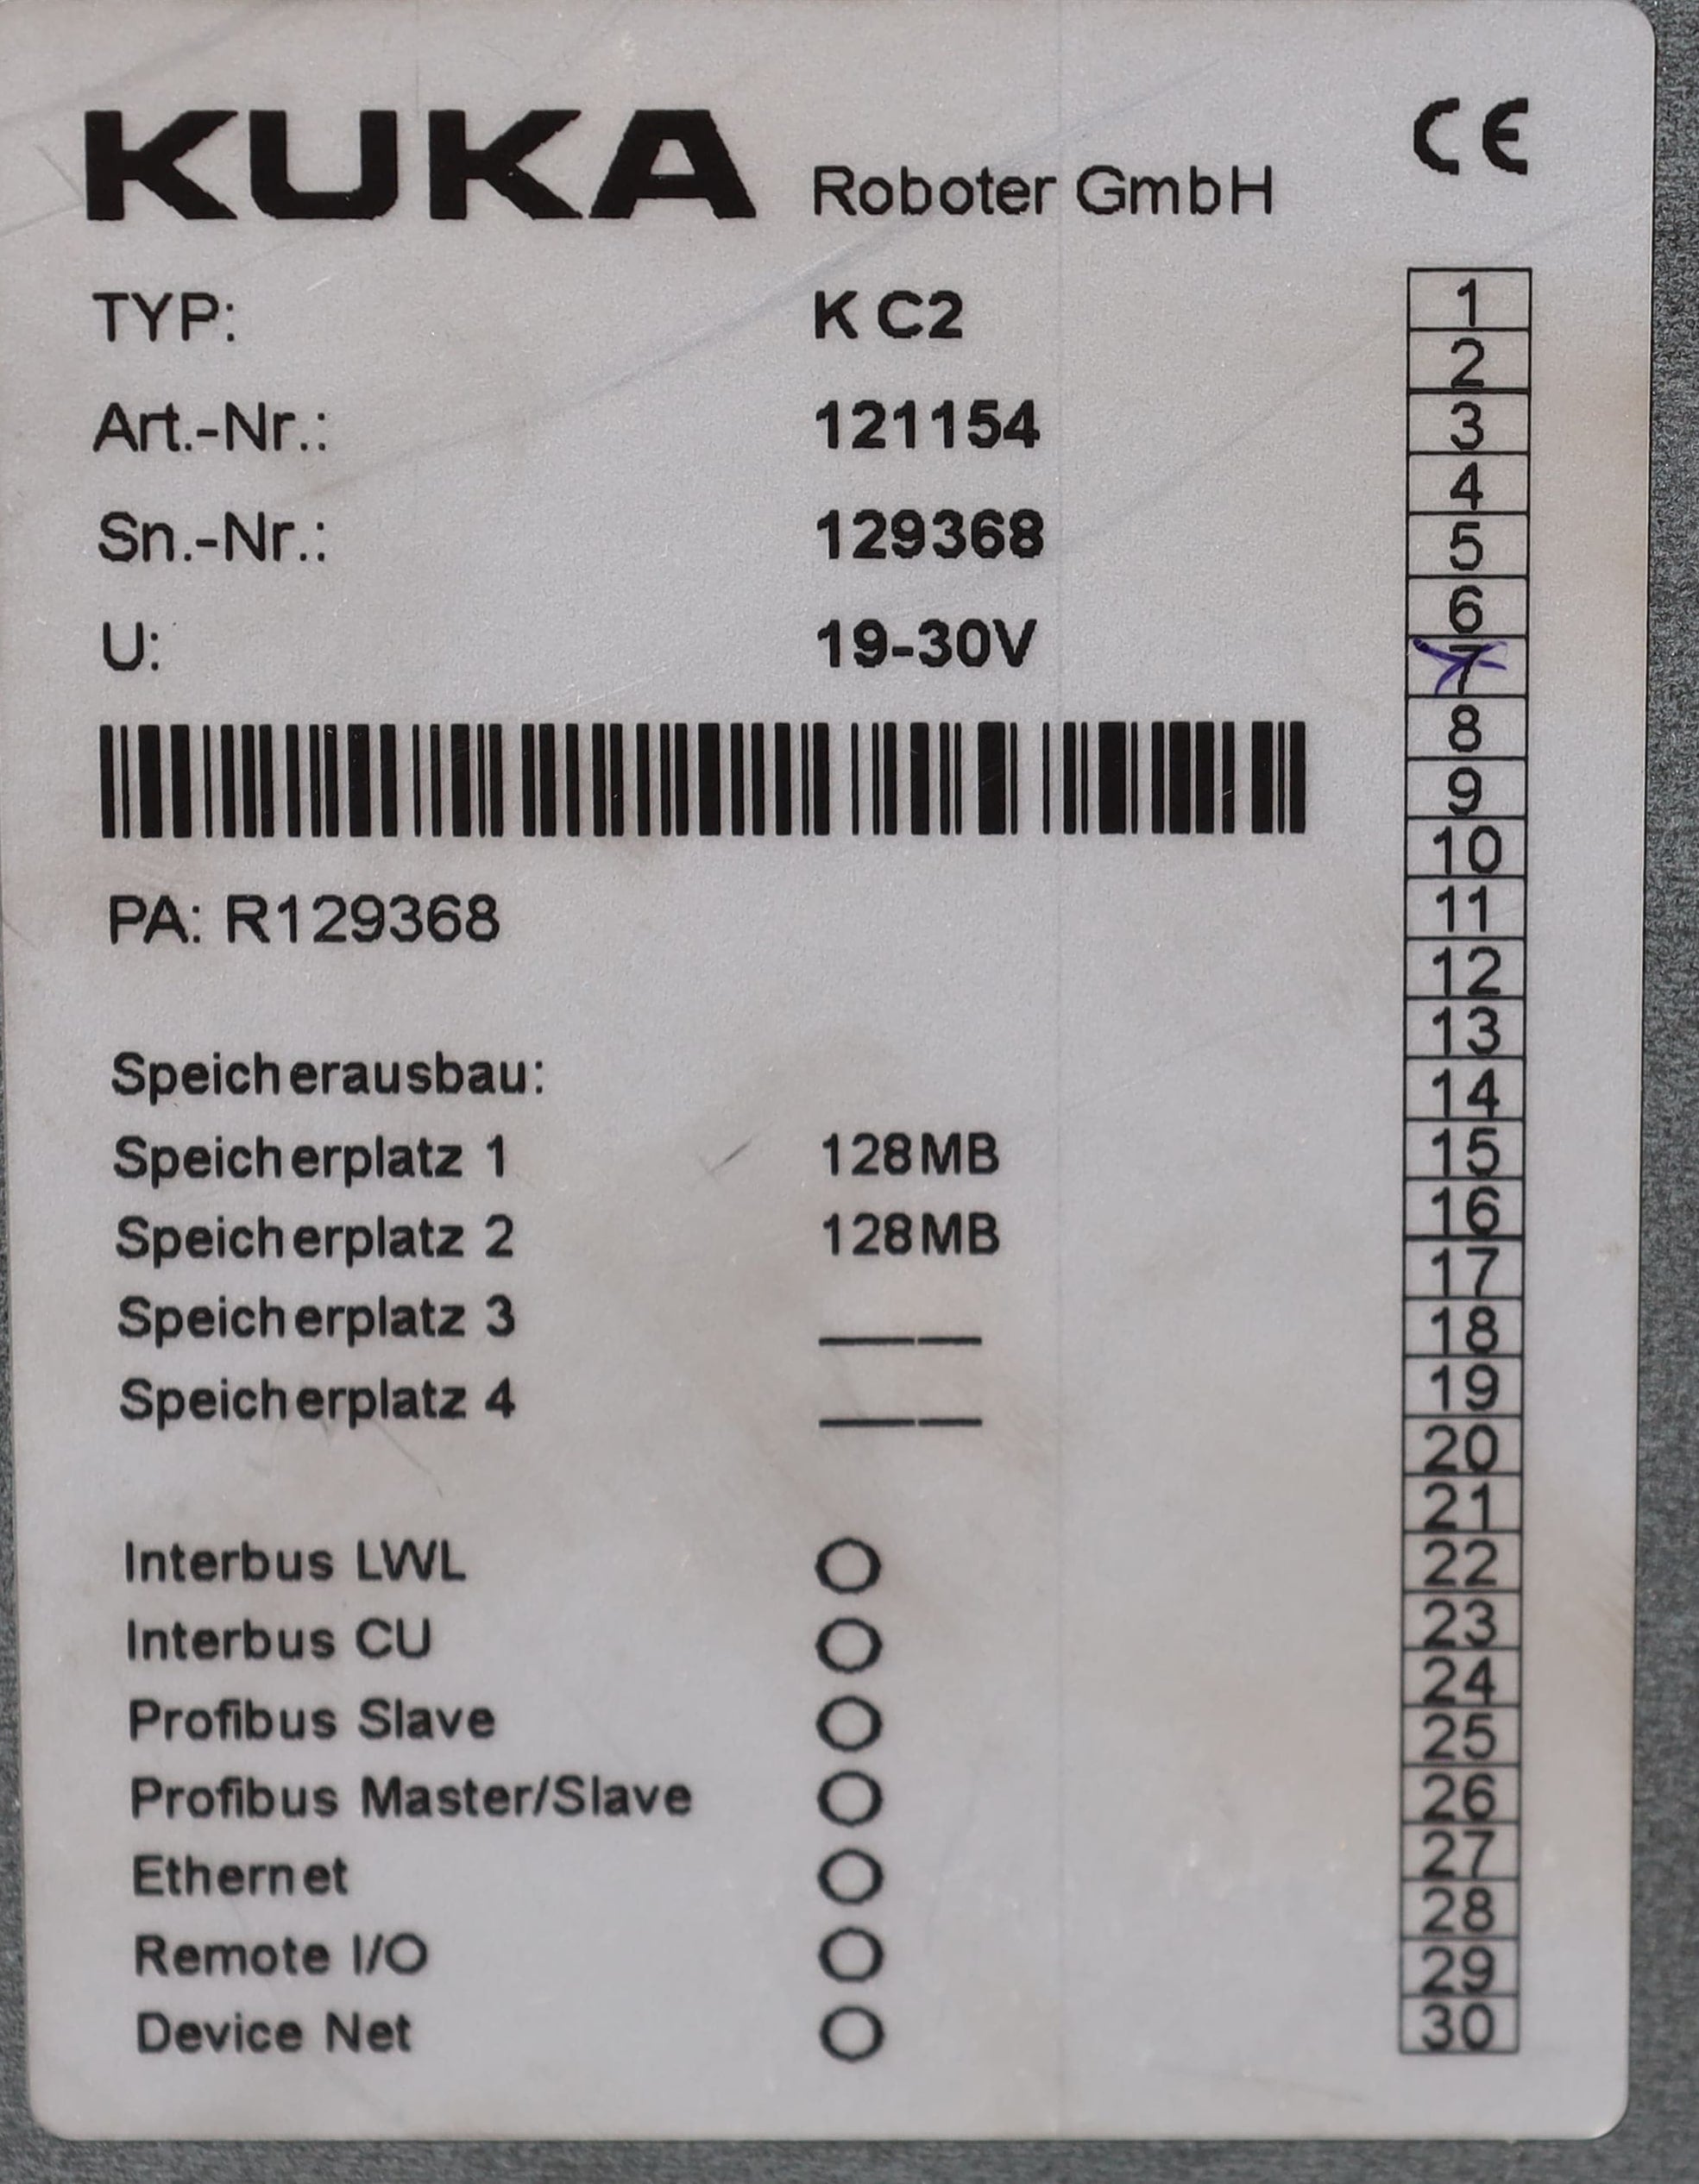 KUKA Roboter GmbH CE
TYP: K C2
Art.-Nr.: 121154
Sn.-Nr.: 129368
U: 19-30V
PA: R129368
Speicherausbau:
Speicherplatz 1 128MB
Speicherplatz 2 128MB
Speicherplatz 3 _____
Speicherplatz 4 _____
Interbus LWL O
Interbus CU O
Profibus Slave O
Profibus Master/Slave O
Ethernet O
Remote I/O O
Device Net O
1
2
3
4
5
6
7
8
9
10
11
12
13
14
15
16
17
18
19
20
21
22
23
24
25
26
27
28
29
30